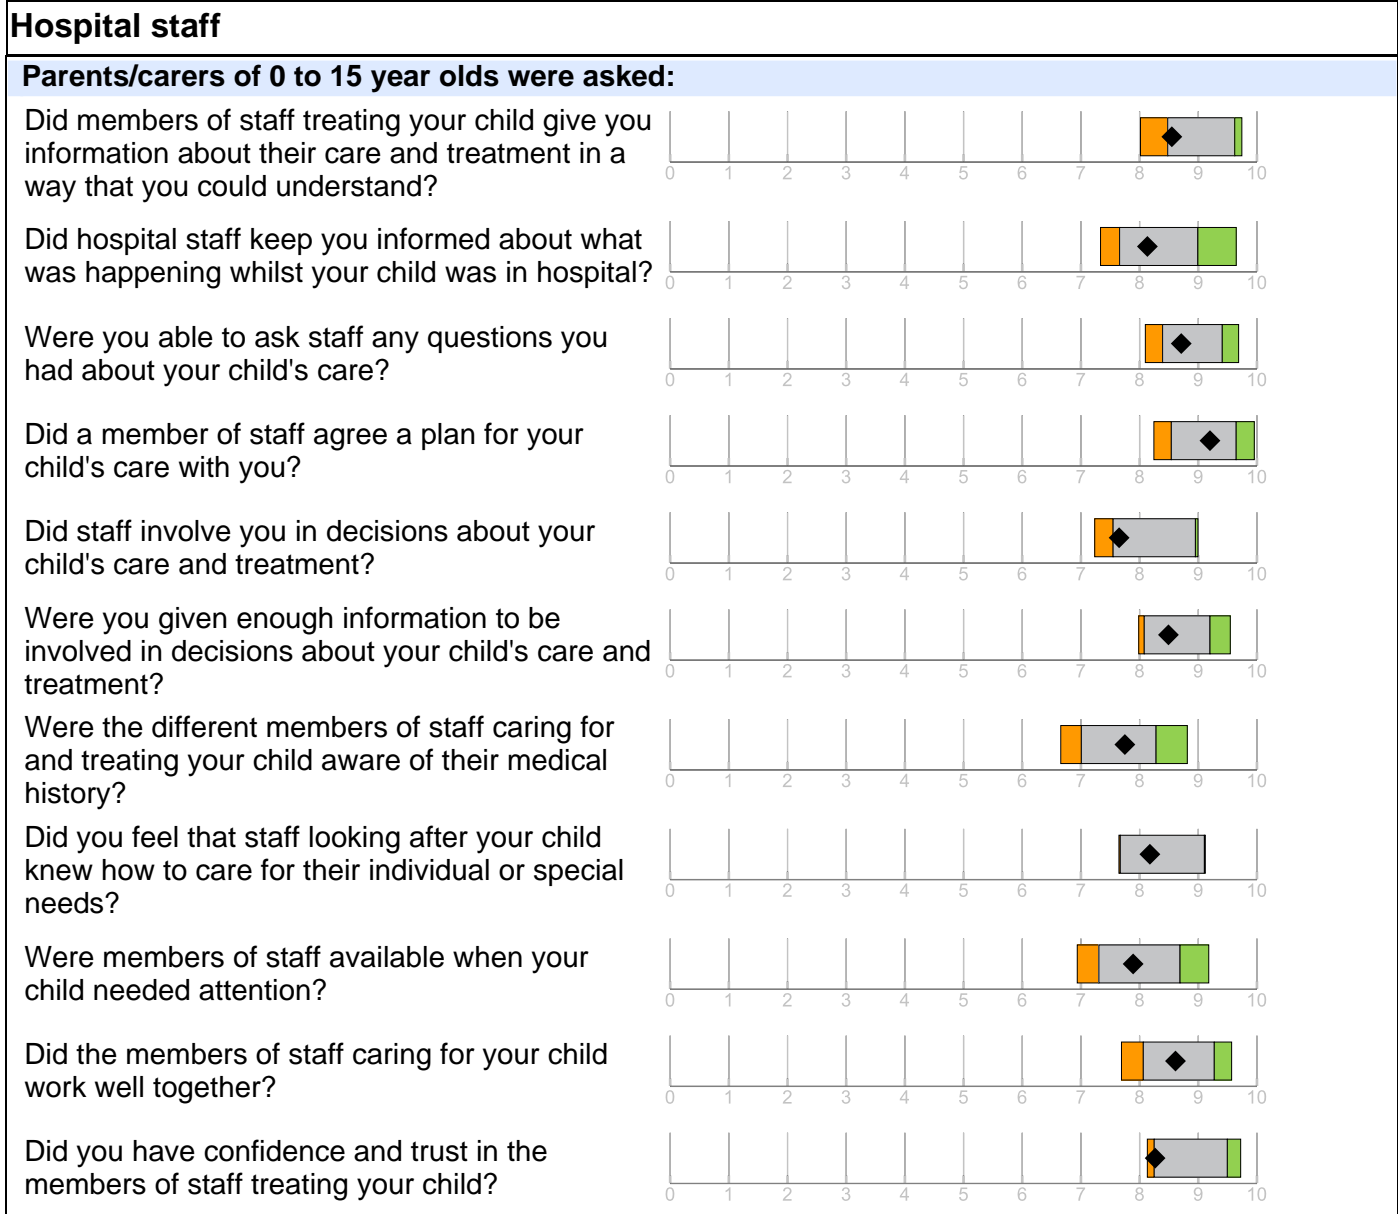 Hospital staff
Parents/carers of 0 to 15 year olds were asked:
Did members of staff treating your child give you
information about their care and treatment in a
way that you could understand?
0 1 2 3 4 5 6 7 8 9 10
Did hospital staff keep you informed about what
was happening whilst your child was in hospital?
0 1 2 3 4 5 6 7 8 9 10
Were you able to ask staff any questions you
had about your child's care?
0 1 2 3 4 5 6 7 8 9 10
Did a member of staff agree a plan for your
child's care with you?
0 1 2 3 4 5 6 7 8 9 10
Did staff involve you in decisions about your
child's care and treatment?
0 1 2 3 4 5 6 7 8 9 10
Were you given enough information to be
involved in decisions about your child's care and
treatment?
0 1 2 3 4 5 6 7 8 9 10
Were the different members of staff caring for
and treating your child aware of their medical
history?
0 1 2 3 4 5 6 7 8 9 10
Did you feel that staff looking after your child
knew how to care for their individual or special
needs?
0 1 2 3 4 5 6 7 8 9 10
Were members of staff available when your
child needed attention?
0 1 2 3 4 5 6 7 8 9 10
Did the members of staff caring for your child
work well together?
0 1 2 3 4 5 6 7 8 9 10
Did you have confidence and trust in the
members of staff treating your child?
0 1 2 3 4 5 6 7 8 9 10